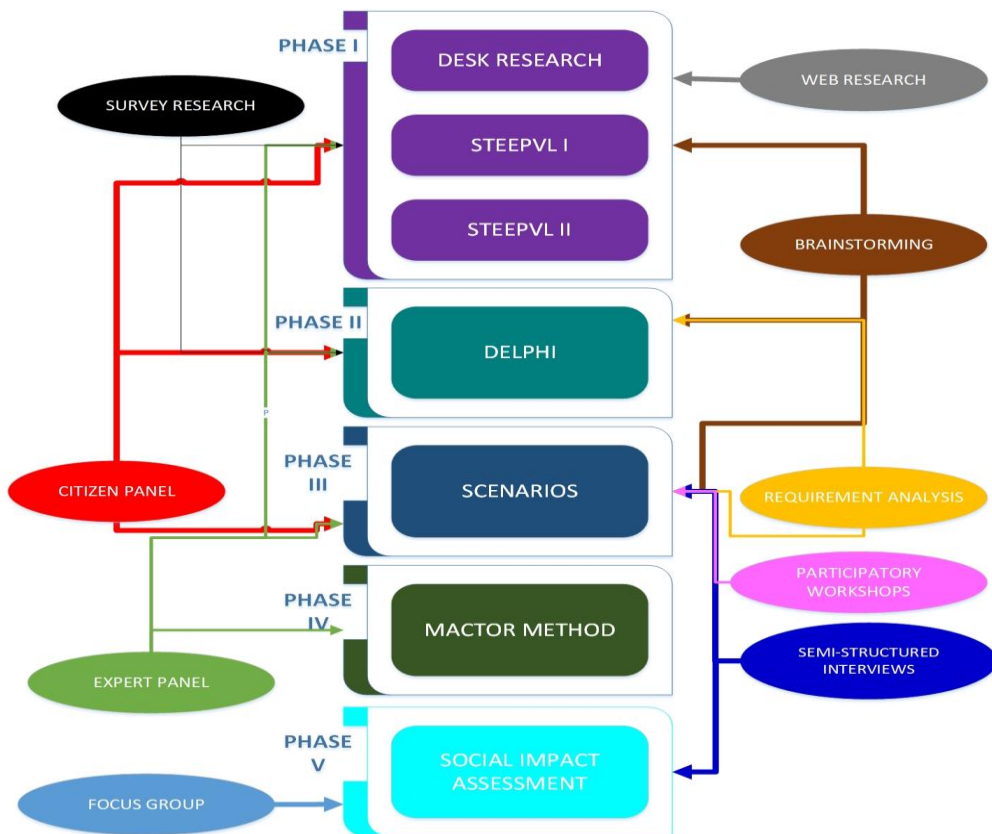 PHASE I
DESK RESEARCH
WEB RESEARCH
SURVEY RESEARCH
STEEPVL I
STEEPVL II
BRAINSTORMING
PHASE II
DELPHI
P
PHASE
III
CITIZEN PANEL
SCENARIOS
REQUIREMENT ANALYSIS
PARTICIPATORY
WORKSHOPS
PHASE
IV
MACTOR METHOD
EXPERT PANEL
SEMI-STRUCTURED
INTERVIEWS
PHASE
V
SOCIAL IMPACT
ASSESSMENT
FOCUS GROUP